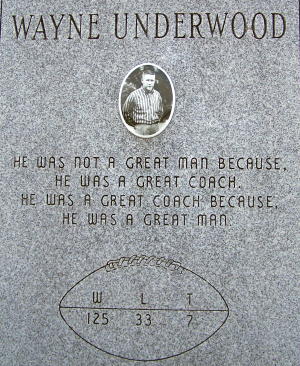 WAYNE UNDERWOOD
HE WAS NOT A GREAT MAN BECAUSE,
HE WAS A GREAT COACH.
HE WAS A GREAT COACH BECAUSE,
HE WAS A GREAT MAN.
W L T
125 33 7